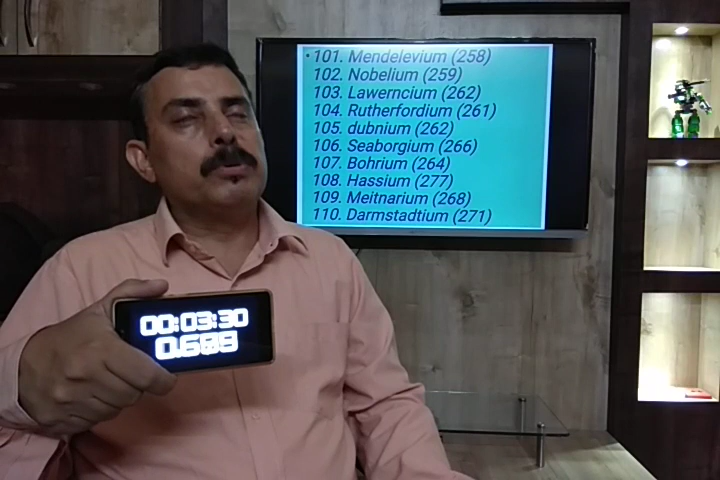 • 101. Mendelevium (258)
102. Nobelium (259)
103. Lawerncium (262)
104. Rutherfordium (261)
105. dubnium (262)
106. Seaborgium (266)
107. Bohrium (264)
108. Hassium (277)
109. Meitnarium (268)
110. Darmstadtium (271)
00:03:30
0.609